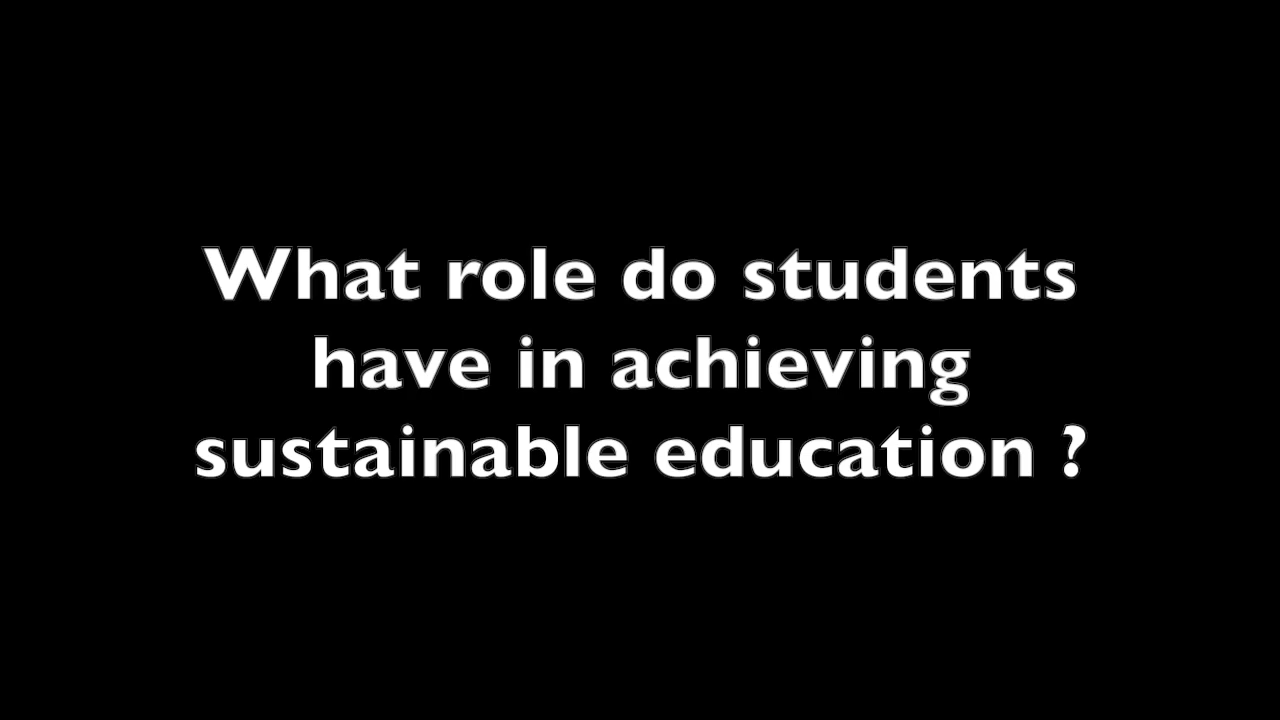 What role do students
have in achieving
sustainable education ?